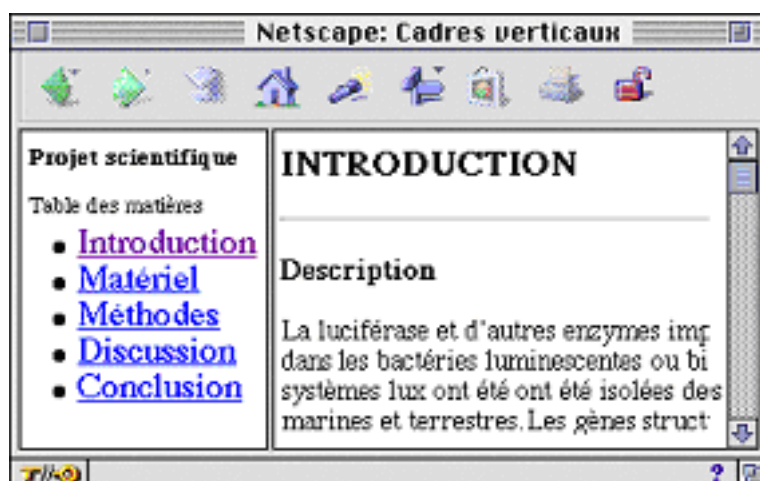 Netscape: Cadres verticaux
Projet scientifique
Table des matières
Introduction
Matériel
Méthodes
Discussion
Conclusion
INTRODUCTION
Description
La luciférase et d'autres enzymes imp
dans les bactéries luminescentes ou bi
systèmes lux ont été ont été isolées des
marines et terrestres. Les gènes struct
?